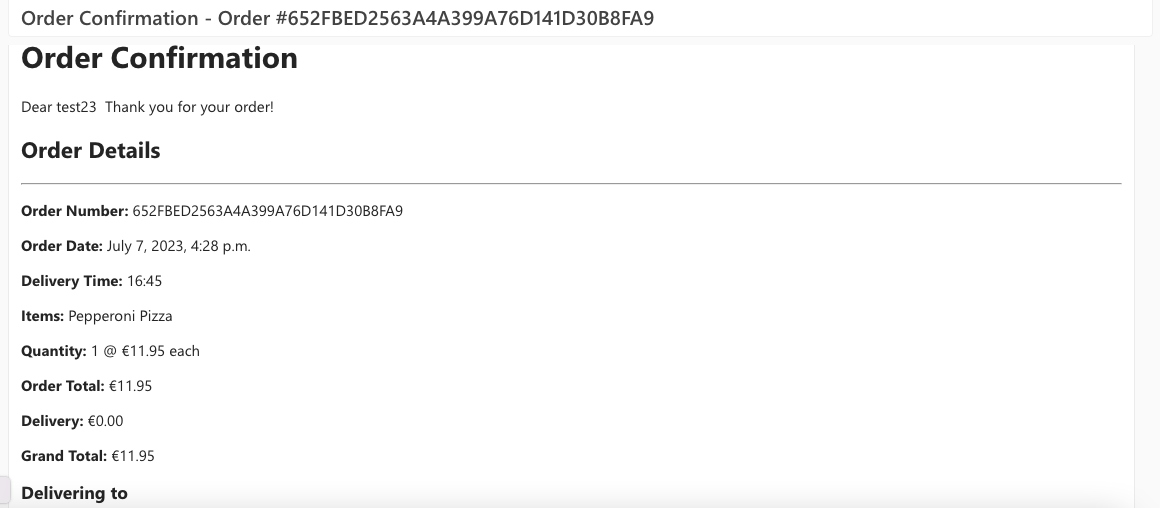 Order Confirmation - Order #652FBED2563A4A399A76D141D30B8FA9
Order Confirmation
Dear test23 Thank you for your order!
Order Details
Order Number: 652FBED2563A4A399A76D141D30B8FA9
Order Date: July 7, 2023, 4:28 p.m.
Delivery Time: 16:45
Items: Pepperoni Pizza
Quantity: 1 @ €11.95 each
Order Total: €11.95
Delivery: €0.00
Grand Total: €11.95
Delivering to